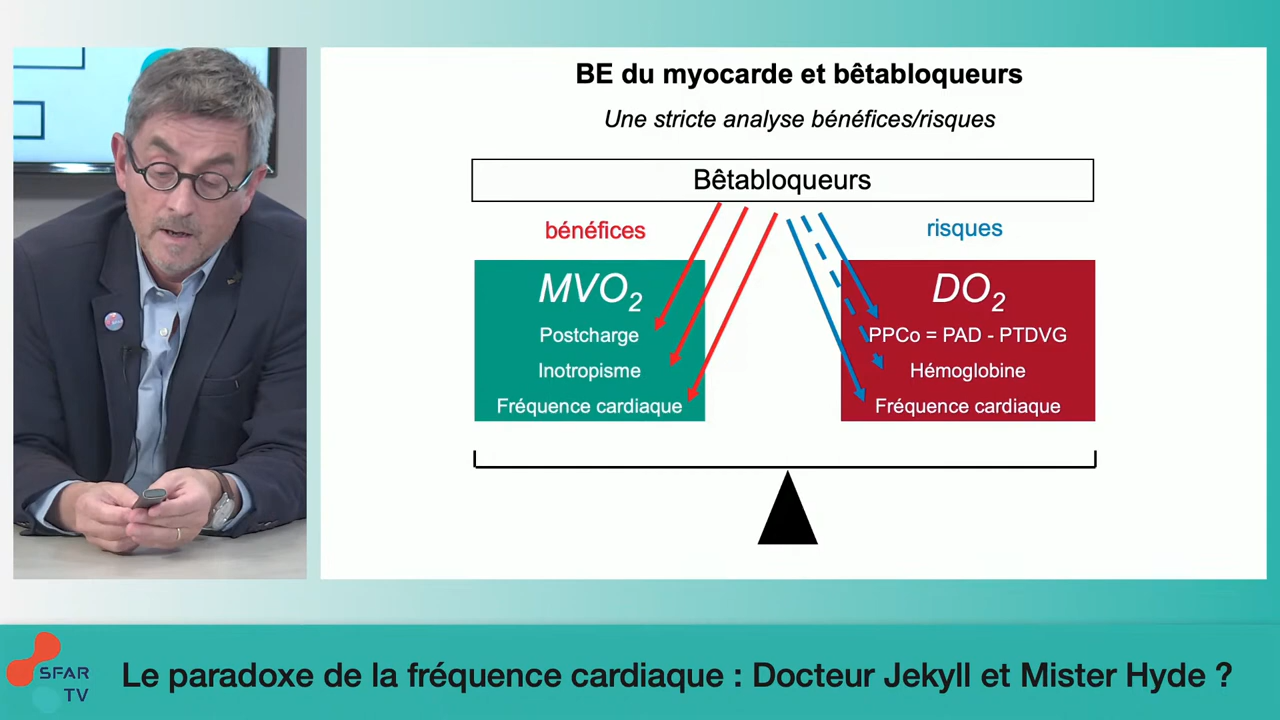 BE du myocarde et bêtabloqueurs
Une stricte analyse bénéfices/risques
Bêtabloqueurs
bénéfices
risques
MVO2
Postcharge
Inotropisme
Fréquence cardiaque
DO2
PPCo = PAD - PTDVG
Hémoglobine
Fréquence cardiaque
SFAR
TV
Le paradoxe de la fréquence cardiaque : Docteur Jekyll et Mister Hyde ?